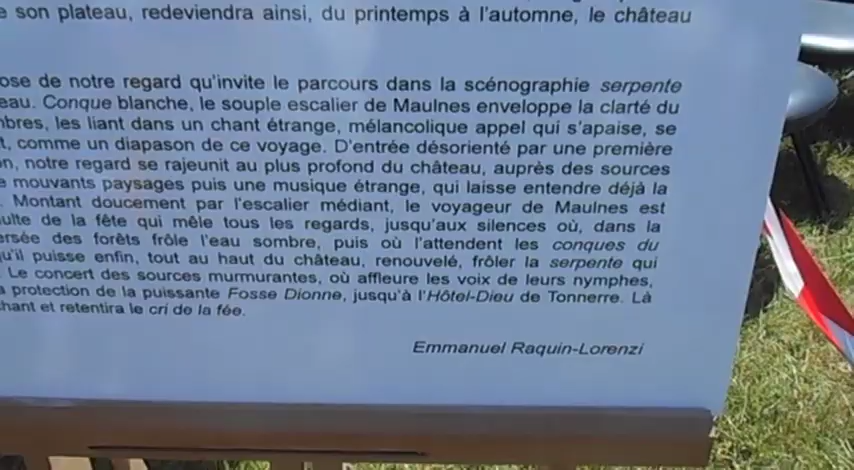 e son plateau, redeviendra ainsi, du printemps à l'automne, le château
ose de notre regard qu'invite le parcours dans la scénographie serpente
eau. Conque blanche, le souple escalier de Maulnes enveloppe la clarté du
bres, les liant dans un chant étrange, mélancolique appel qui s'apaise, se
t, comme un diapason de ce voyage. D'entrée désorienté par une première
n, notre regard se rajeunit au plus profond du château, auprès des sources
e mouvants paysages puis une musique étrange, qui laisse entendre déjà la
. Montant doucement par l'escalier médiant, le voyageur de Maulnes est
ulte de la fête qui mêle tous les regards, jusqu'aux silences où, dans la
ersée des forêts frôle l'eau sombre, puis où l'attendent les conques du
u'il puisse enfin, tout au haut du château, renouvelé, frôler la serpente qui
. Le concert des sources murmurantes, où affleure les voix de leurs nymphes,
a protection de la puissante Fosse Dionne, jusqu'à l'Hôtel-Dieu de Tonnerre. Là
chant et retentira le cri de la fée.
Emmanuel Raquin-Lorenzi